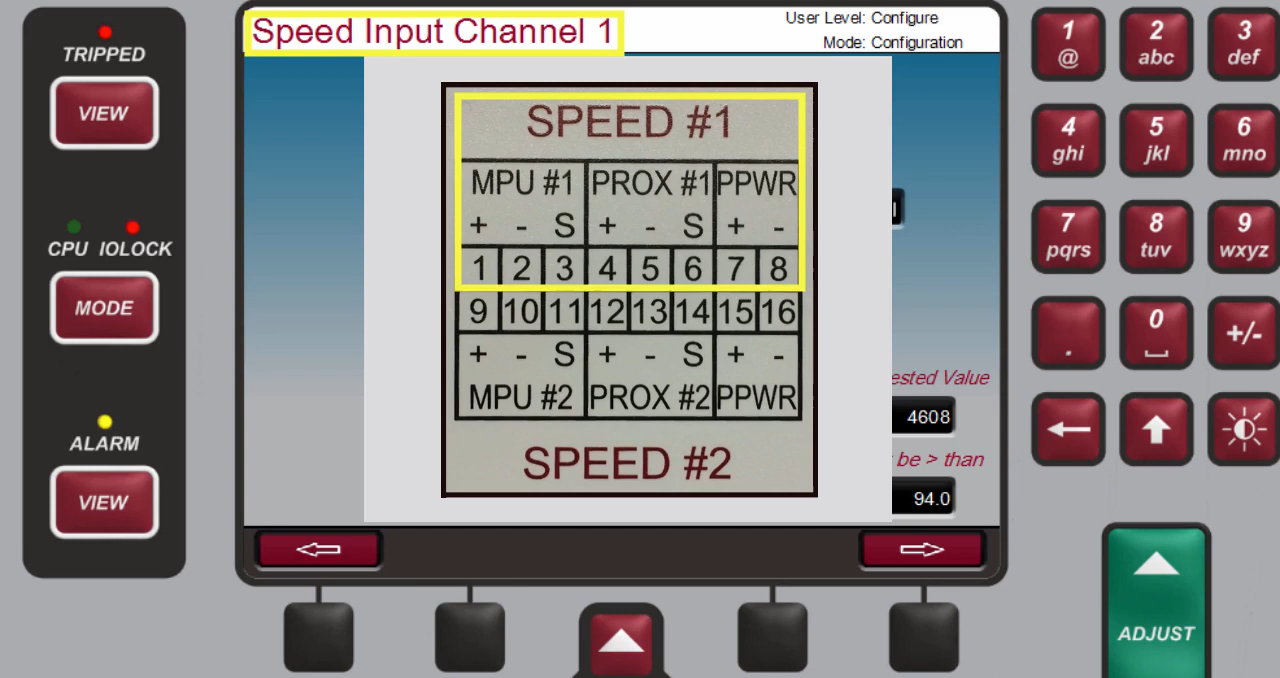 TRIPPED
VIEW
CPU IOLOCK
MODE
ALARM
VIEW
Speed Input Channel 1
User Level: Configure
Mode: Configuration
SPEED #1
MPU #1 PROX #1 PPWR
+ - S + - S + -
1 2 3 4 5 6 7 8
9 10 11 12 13 14 15 16
+ - S + - S + -
MPU #2 PROX #2 PPWR
SPEED #2
ested Value
4608
be > than
94.0
1 2 3
@ abc def
4 5 6
ghi jkl mno
7 8 9
pqrs tuv wxyz
. 0 +/-
ADJUST